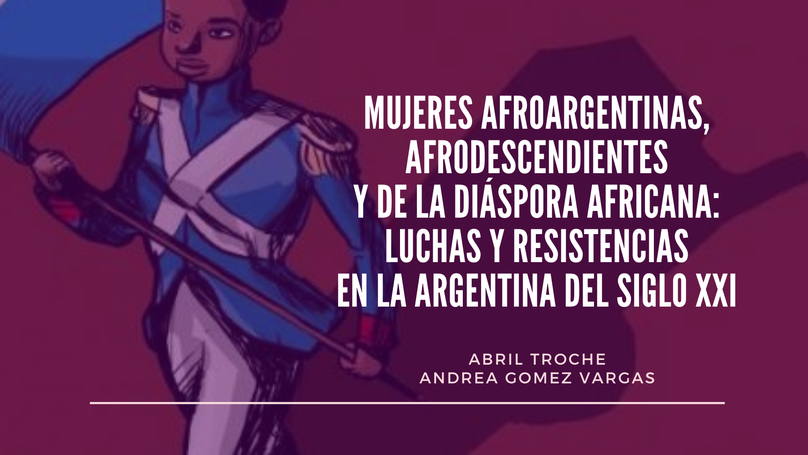 MUJERES AFROARGENTINAS,
AFRODESCENDIENTES
Y DE LA DIÁSPORA AFRICANA:
LUCHAS Y RESISTENCIAS
EN LA ARGENTINA DEL SIGLO XXI
ABRIL TROCHE
ANDREA GOMEZ VARGAS